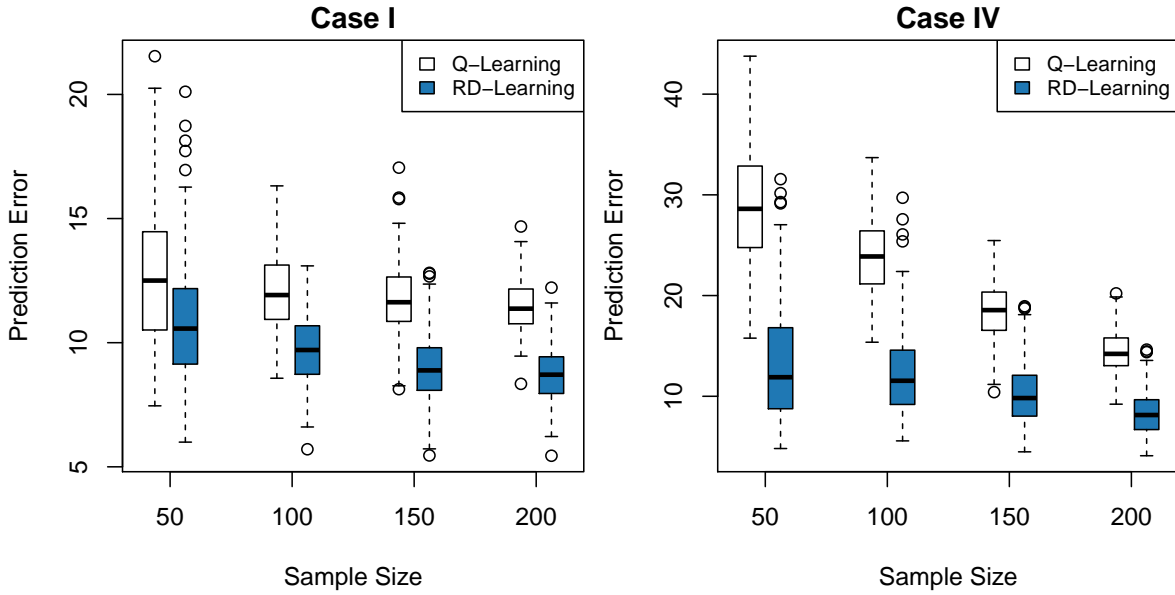 Case I
Q−Learning
RD−Learning
Prediction Error
20
15
10
5
50 100 150 200
Sample Size
Case IV
Q−Learning
RD−Learning
Prediction Error
40
30
20
10
50 100 150 200
Sample Size